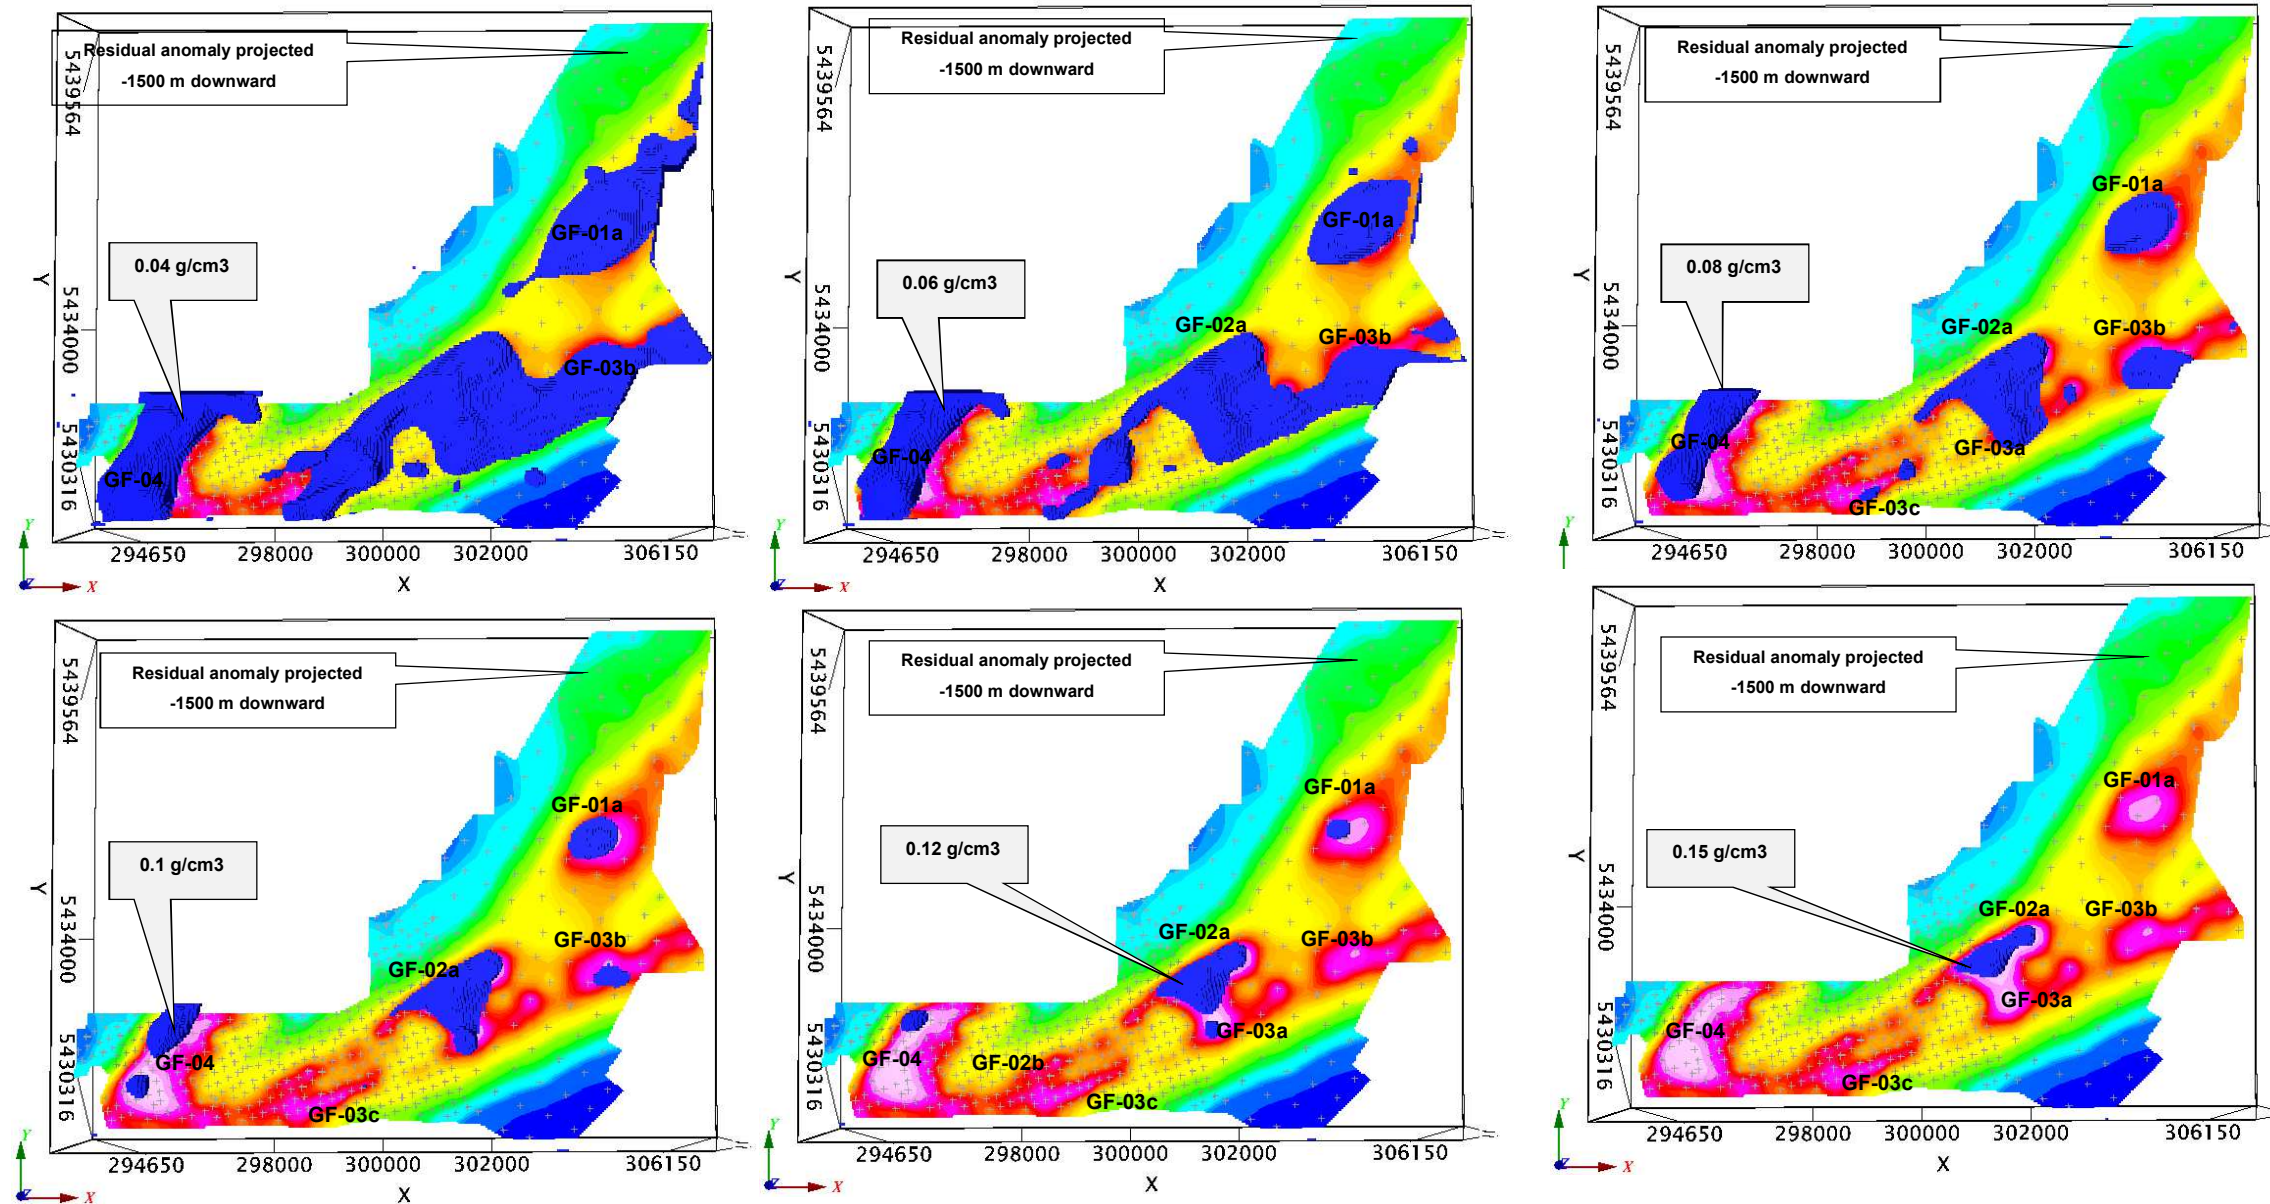 Residual anomaly projected
-1500 m downward
5439564
GF-01a
0.04 g/cm3
Y
5434000
GF-03b
GF-04
5430316
Y
Z
X
294650 298000 300000 302000 306150
X
Residual anomaly projected
-1500 m downward
5439564
GF-01a
0.06 g/cm3
Y
5434000
GF-02a
GF-03b
GF-04
5430316
Y
Z
X
294650 298000 300000 302000 306150
X
Residual anomaly projected
-1500 m downward
5439564
GF-01a
0.08 g/cm3
Y
5434000
GF-02a
GF-03b
GF-04
GF-03a
5430316
GF-03c
Y
294650 298000 300000 302000 306150
X
Residual anomaly projected
-1500 m downward
5439564
GF-01a
0.1 g/cm3
Y
5434000
GF-03b
GF-02a
GF-04
5430316
GF-03c
Y
Z
X
294650 298000 300000 302000 306150
X
Residual anomaly projected
-1500 m downward
5439564
GF-01a
0.12 g/cm3
Y
5434000
GF-02a
GF-03b
GF-03a
GF-04
GF-02b
5430316
GF-03c
Y
Z
X
294650 298000 300000 302000 306150
X
Residual anomaly projected
-1500 m downward
5439564
GF-01a
0.15 g/cm3
Y
5434000
GF-02a
GF-03b
GF-03a
GF-04
5430316
GF-03c
Y
Z
X
294650 298000 300000 302000 306150
X